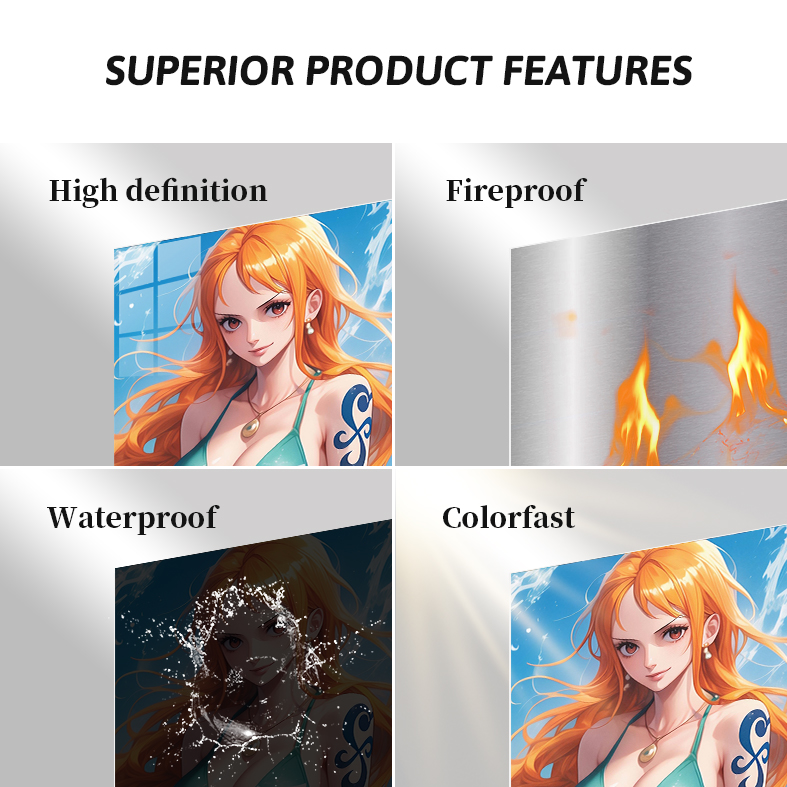 SUPERIOR PRODUCT FEATURES
High definition
Fireproof
Waterproof
Colorfast